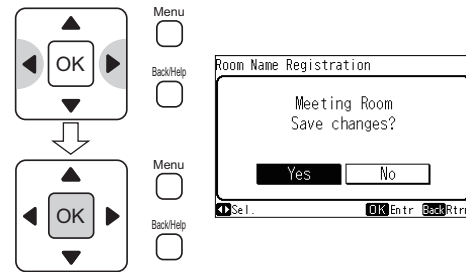 Menu
OK
Back/Help
Menu
OK
Back/Help
Room Name Registration
Meeting Room
Save changes?
Yes No
Sel. OK Entr Back Rtrn